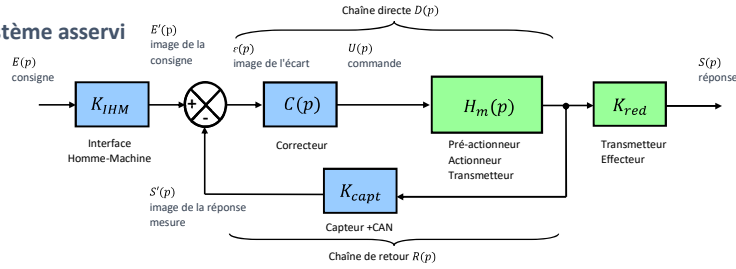 Chaîne directe D(p)
stème asservi
E(p)
consigne
E'(p)
image de la
consigne
ε(p)
image de l'écart
U(p)
commande
S(p)
réponse
K_IHM
+
-
C(p)
H_m(p)
K_red
Interface
Homme-Machine
Correcteur
Pré-actionneur
Actionneur
Transmetteur
Transmetteur
Effecteur
S'(p)
image de la réponse
mesure
K_capt
Capteur +CAN
Chaîne de retour R(p)